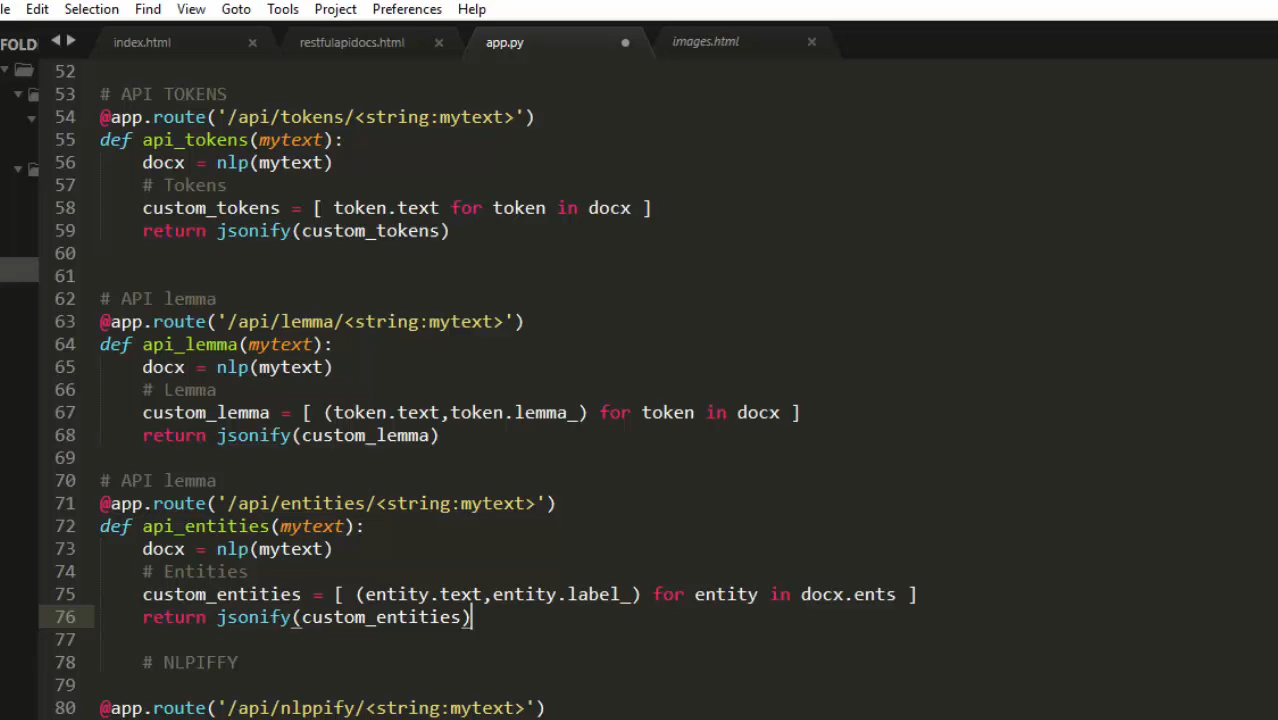 le Edit Selection Find View Goto Tools Project Preferences Help
FOLD index.html restfulapidocs.html app.py images.html
52
53 # API TOKENS
54 @app.route('/api/tokens/<string:mytext>')
55 def api_tokens(mytext):
56 docx = nlp(mytext)
57 # Tokens
58 custom_tokens = [ token.text for token in docx ]
59 return jsonify(custom_tokens)
60
61
62 # API lemma
63 @app.route('/api/lemma/<string:mytext>')
64 def api_lemma(mytext):
65 docx = nlp(mytext)
66 # Lemma
67 custom_lemma = [ (token.text,token.lemma_) for token in docx ]
68 return jsonify(custom_lemma)
69
70 # API lemma
71 @app.route('/api/entities/<string:mytext>')
72 def api_entities(mytext):
73 docx = nlp(mytext)
74 # Entities
75 custom_entities = [ (entity.text,entity.label_) for entity in docx.ents ]
76 return jsonify(custom_entities)
77
78 # NLPIFFY
79
80 @app.route('/api/nlppify/<string:mytext>')